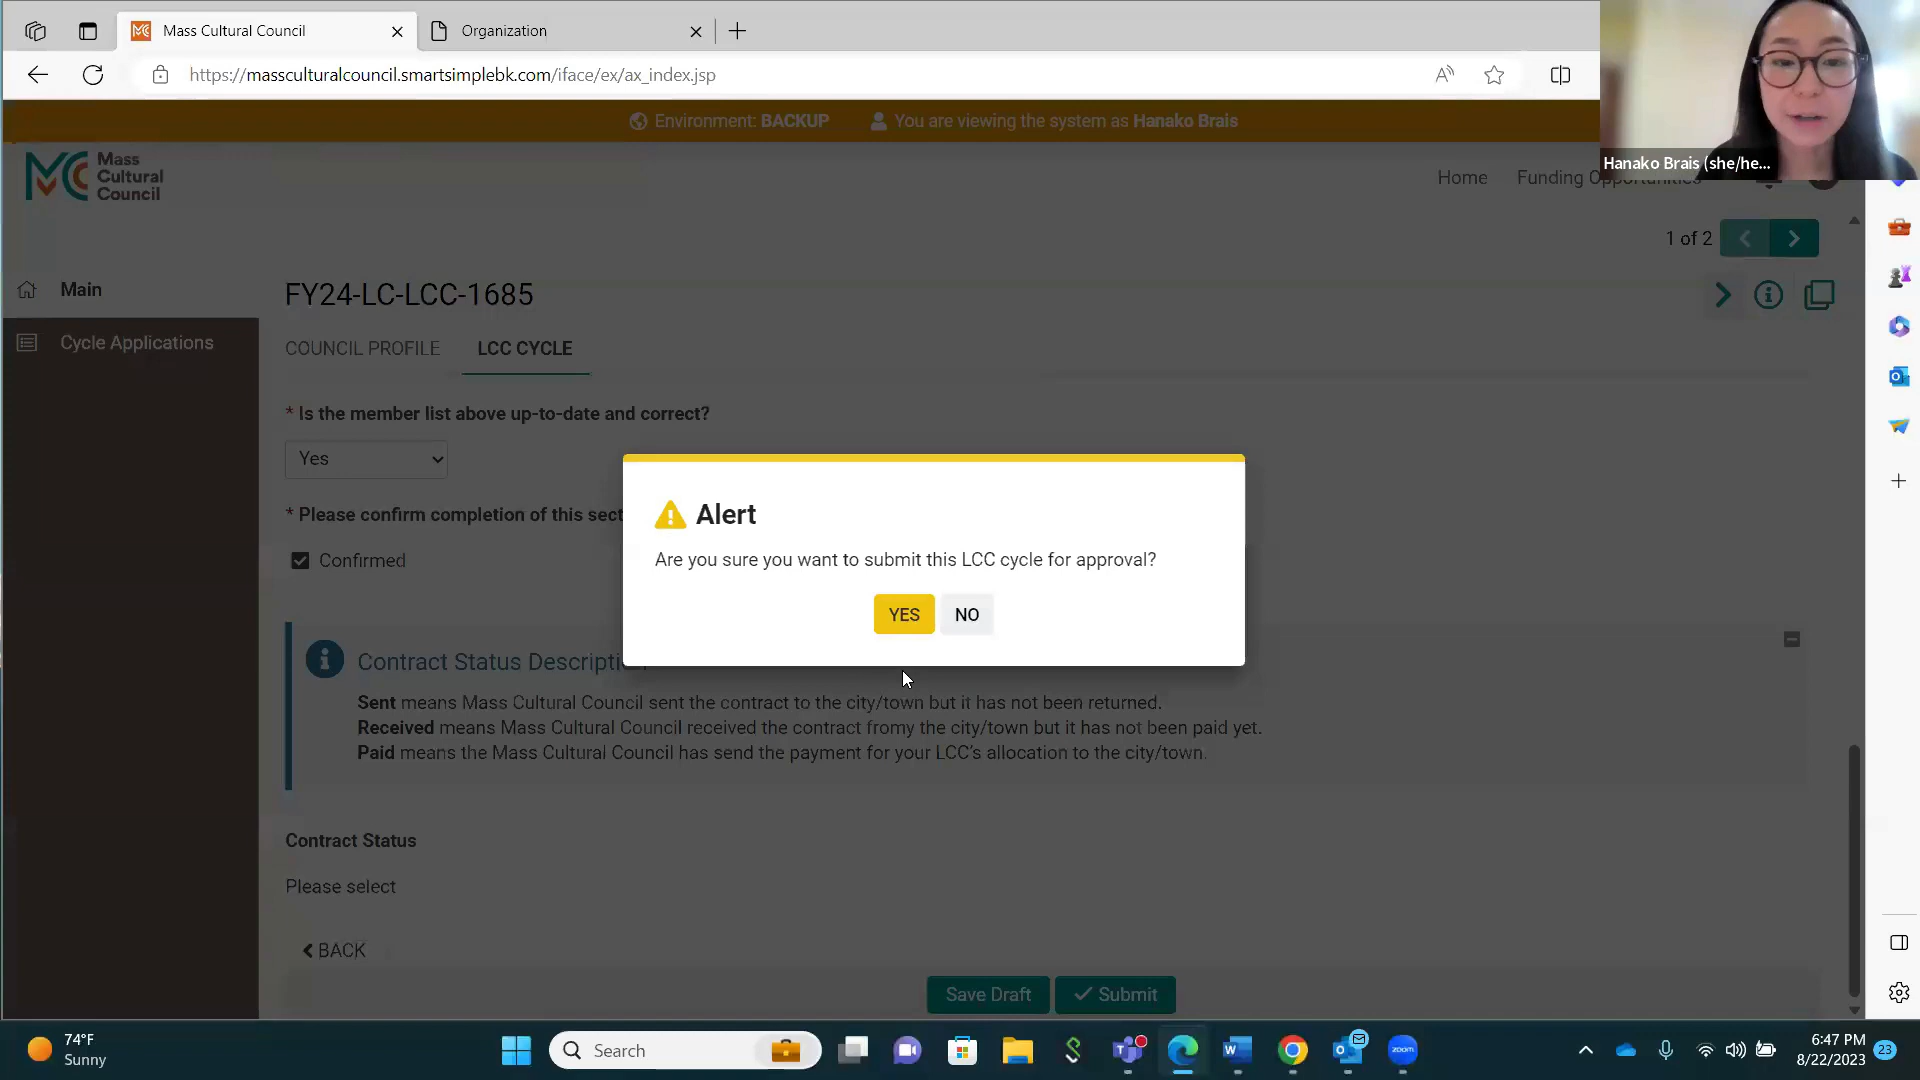 Mass Cultural Council
Organization
https://massculturalcouncil.smartsimplebk.com/iface/ex/ax_index.jsp
Environment: BACKUP
You are viewing the system as Hanako Brais
Hanako Brais (she/he...
Mass
Cultural
Council
Home
Funding Opportunities
1 of 2
Main
Cycle Applications
FY24-LC-LCC-1685
COUNCIL PROFILE
LCC CYCLE
* Is the member list above up-to-date and correct?
Yes
* Please confirm completion of this sect
Confirmed
Alert
Are you sure you want to submit this LCC cycle for approval?
YES
NO
Contract Status Descripti
Sent means Mass Cultural Council sent the contract to the city/town but it has not been returned.
Received means Mass Cultural Council received the contract fromy the city/town but it has not been paid yet.
Paid means the Mass Cultural Council has send the payment for your LCC's allocation to the city/town.
Contract Status
Please select
BACK
Save Draft
Submit
74°F
Sunny
Search
zoom
6:47 PM
8/22/2023
23